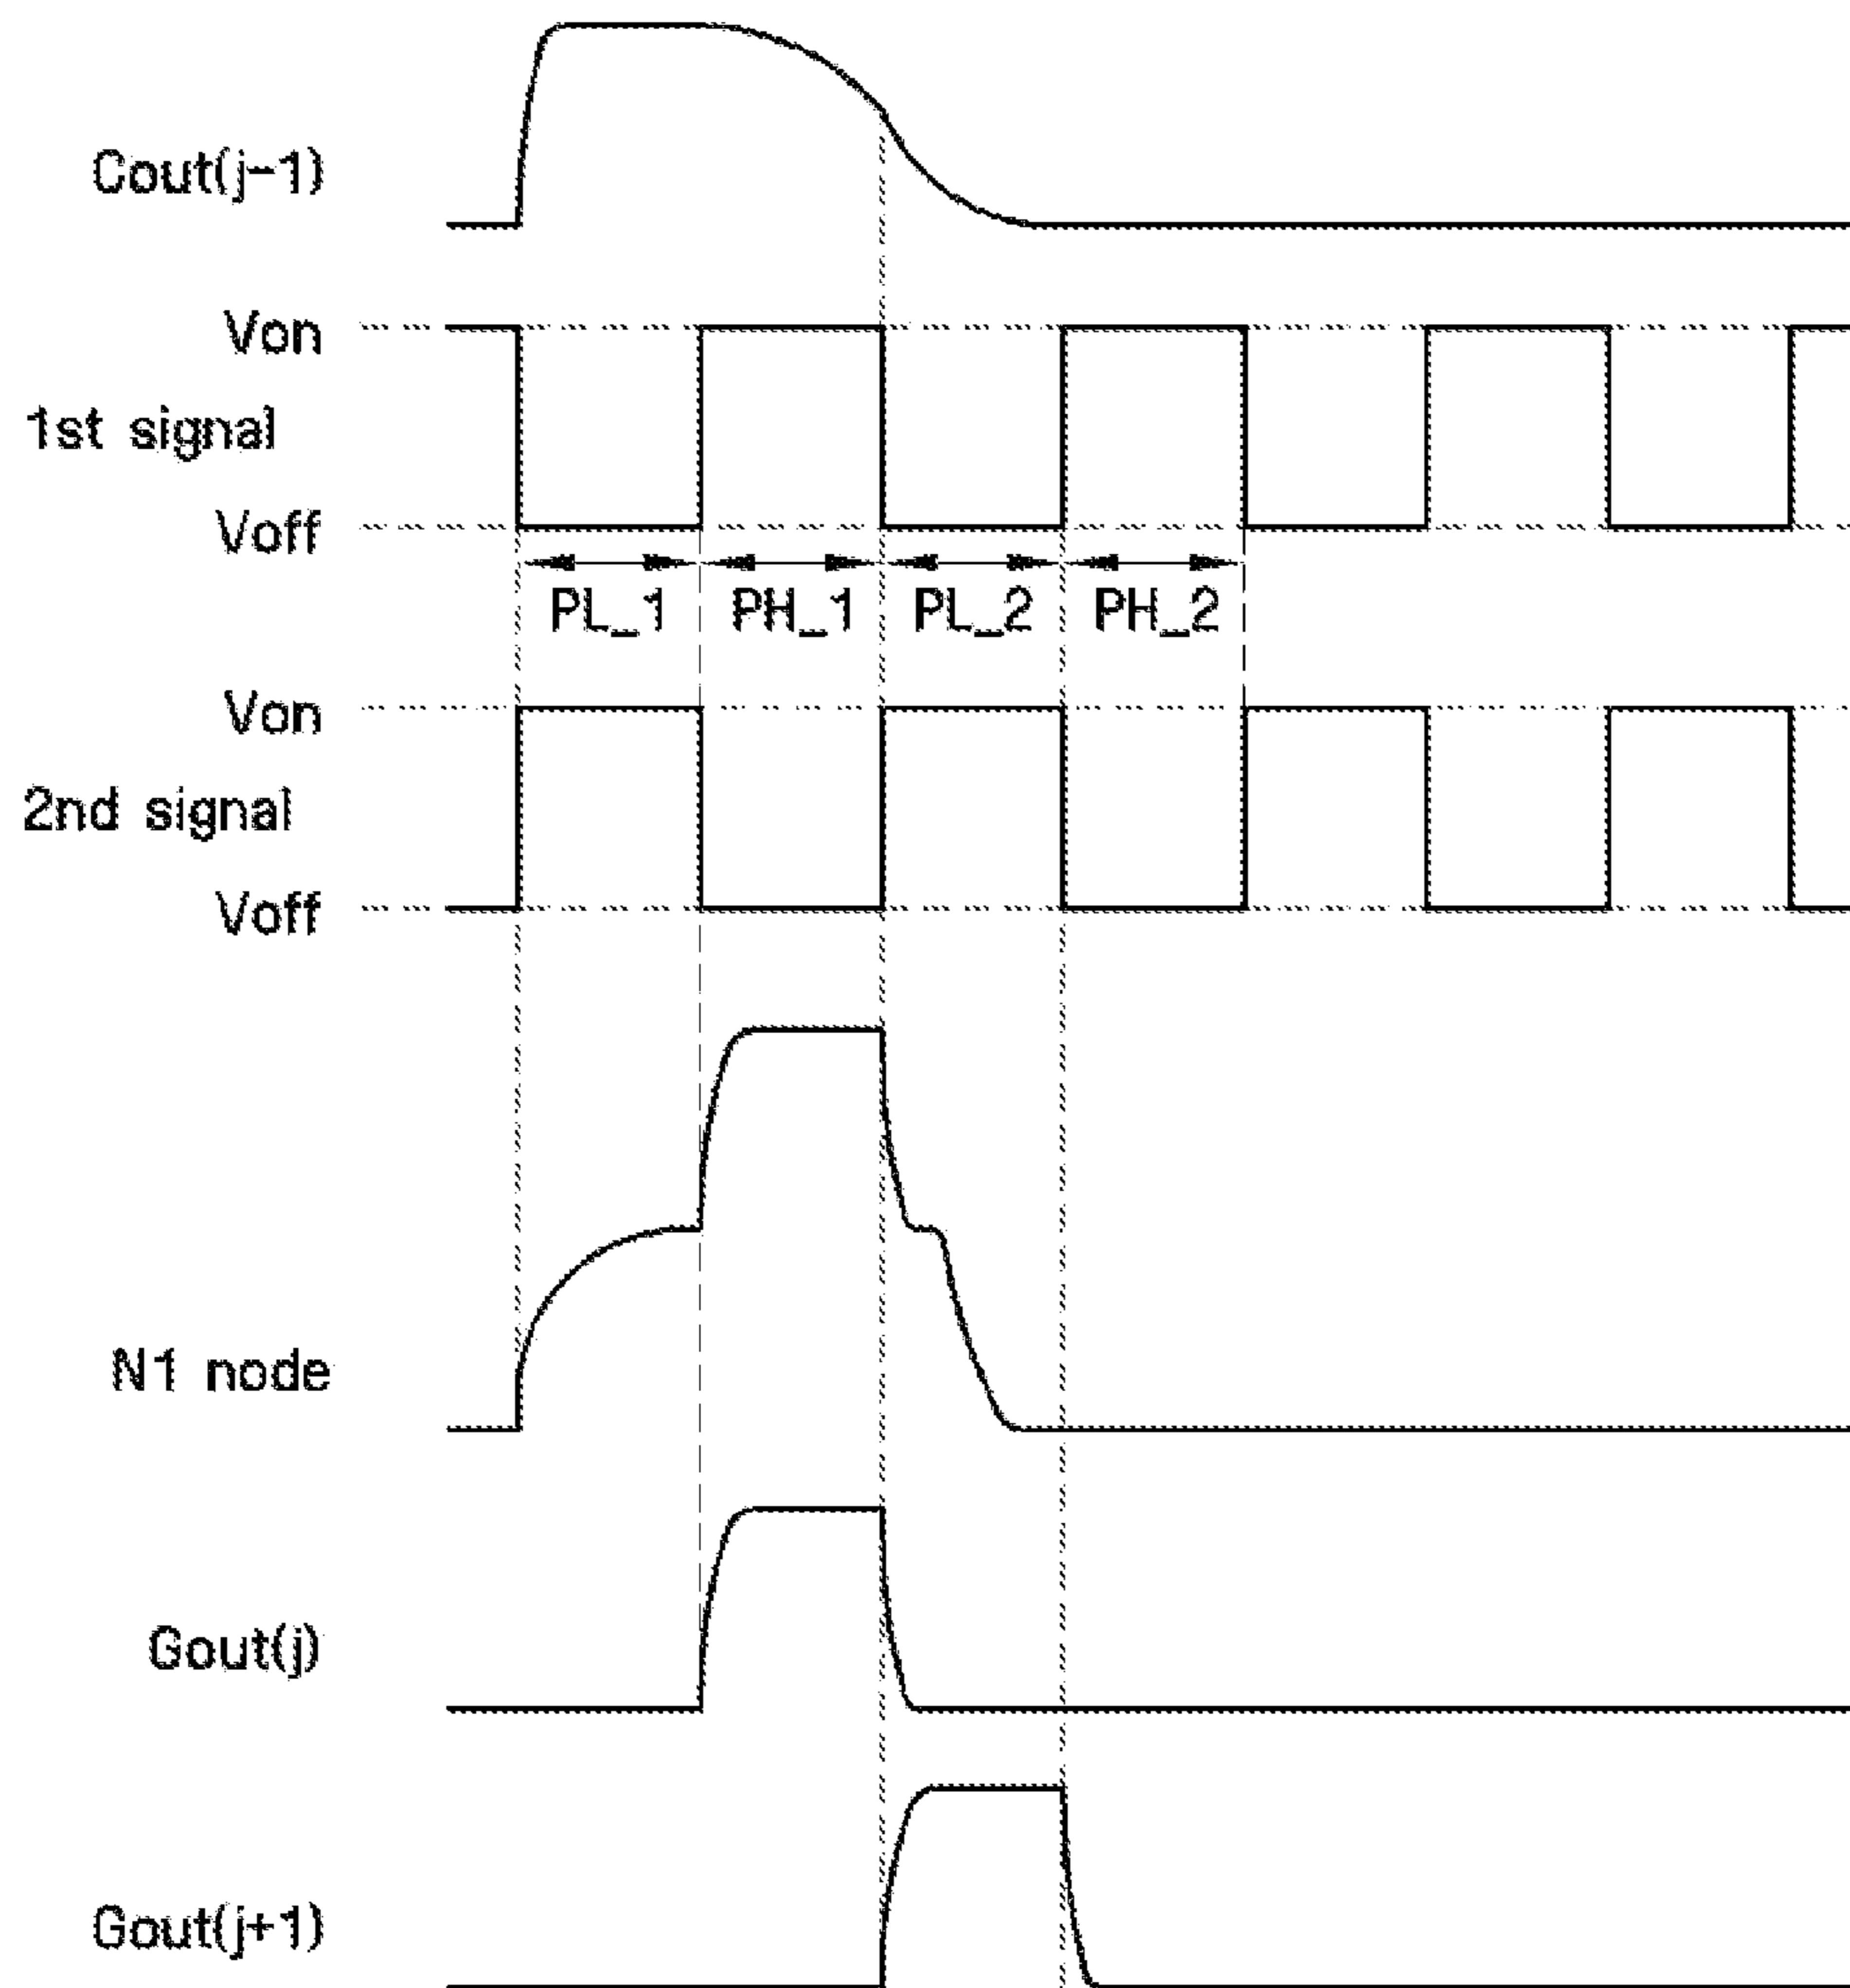 Cout(j-1)
Von
1st signal
Voff
PL_1 PH_1 PL_2 PH_2
Von
2nd signal
Voff
N1 node
Gout(j)
Gout(j+1)